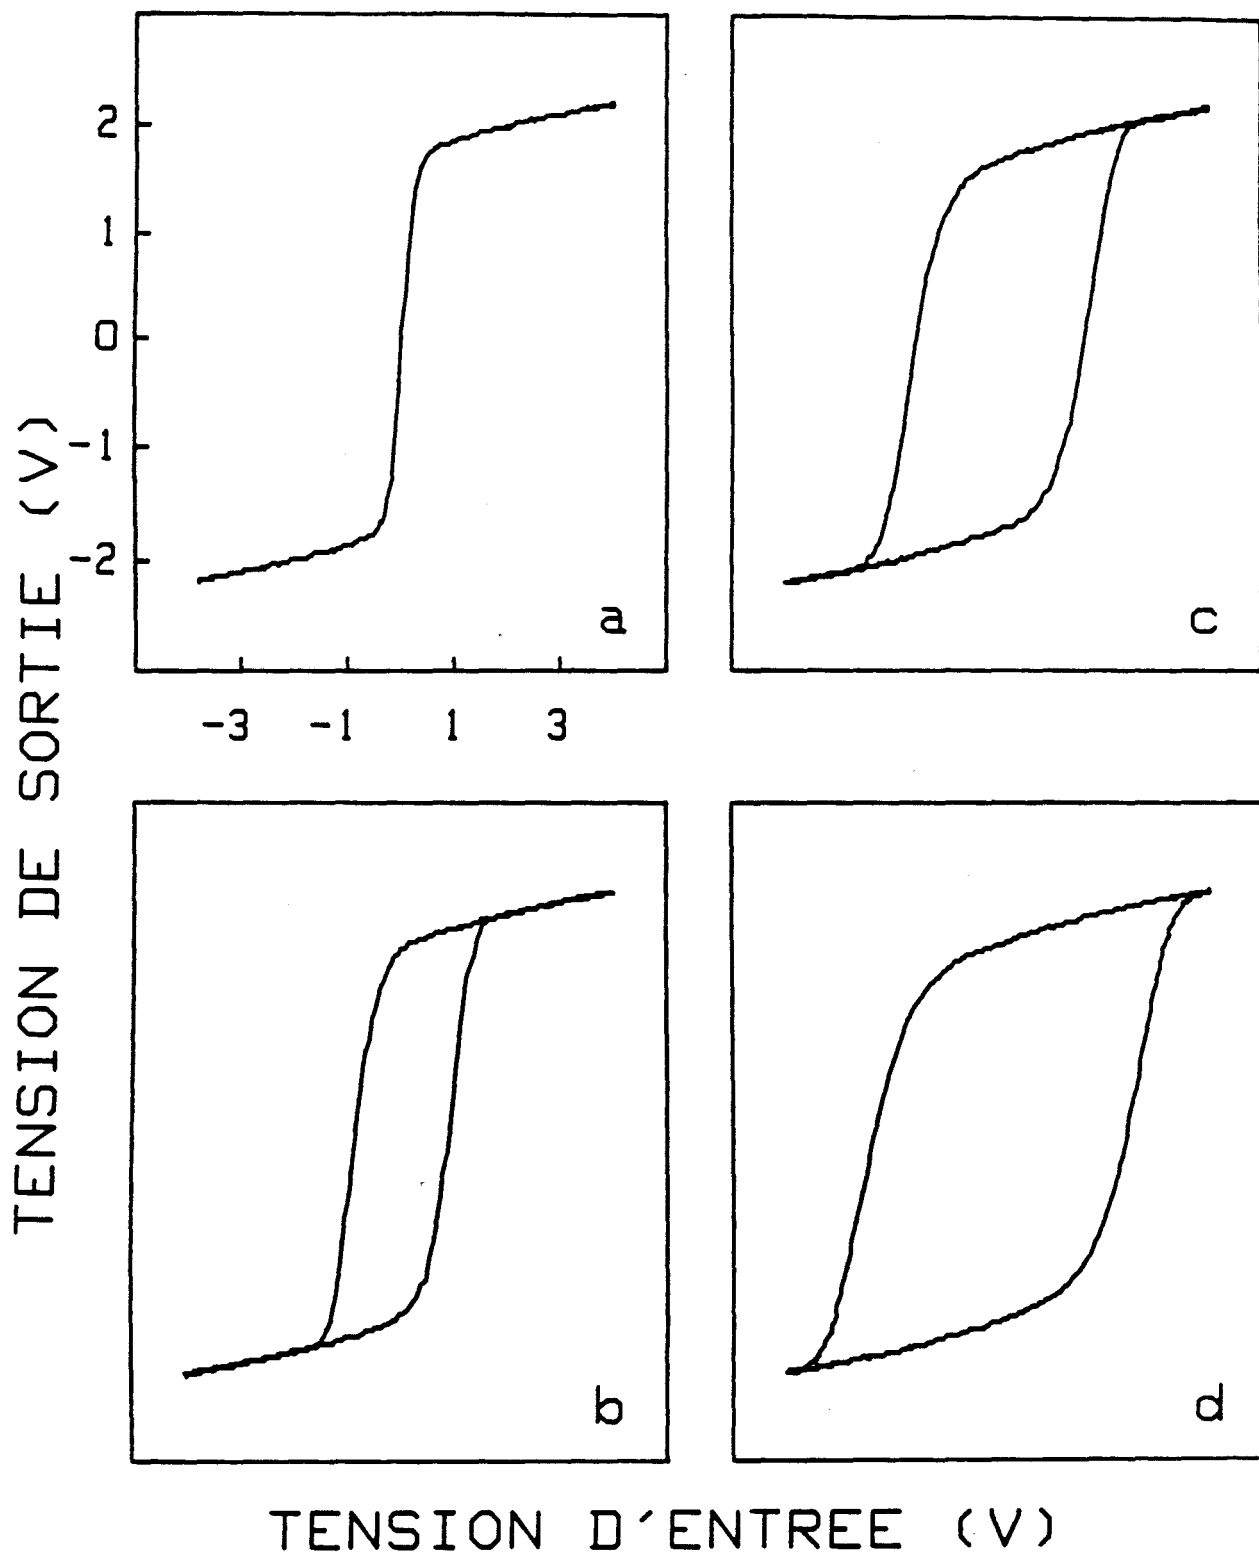 2
1
0
-1
-2
a
c
-3 -1 1 3
TENSION DE SORTIE (V)
b
d
TENSION D'ENTREE (V)